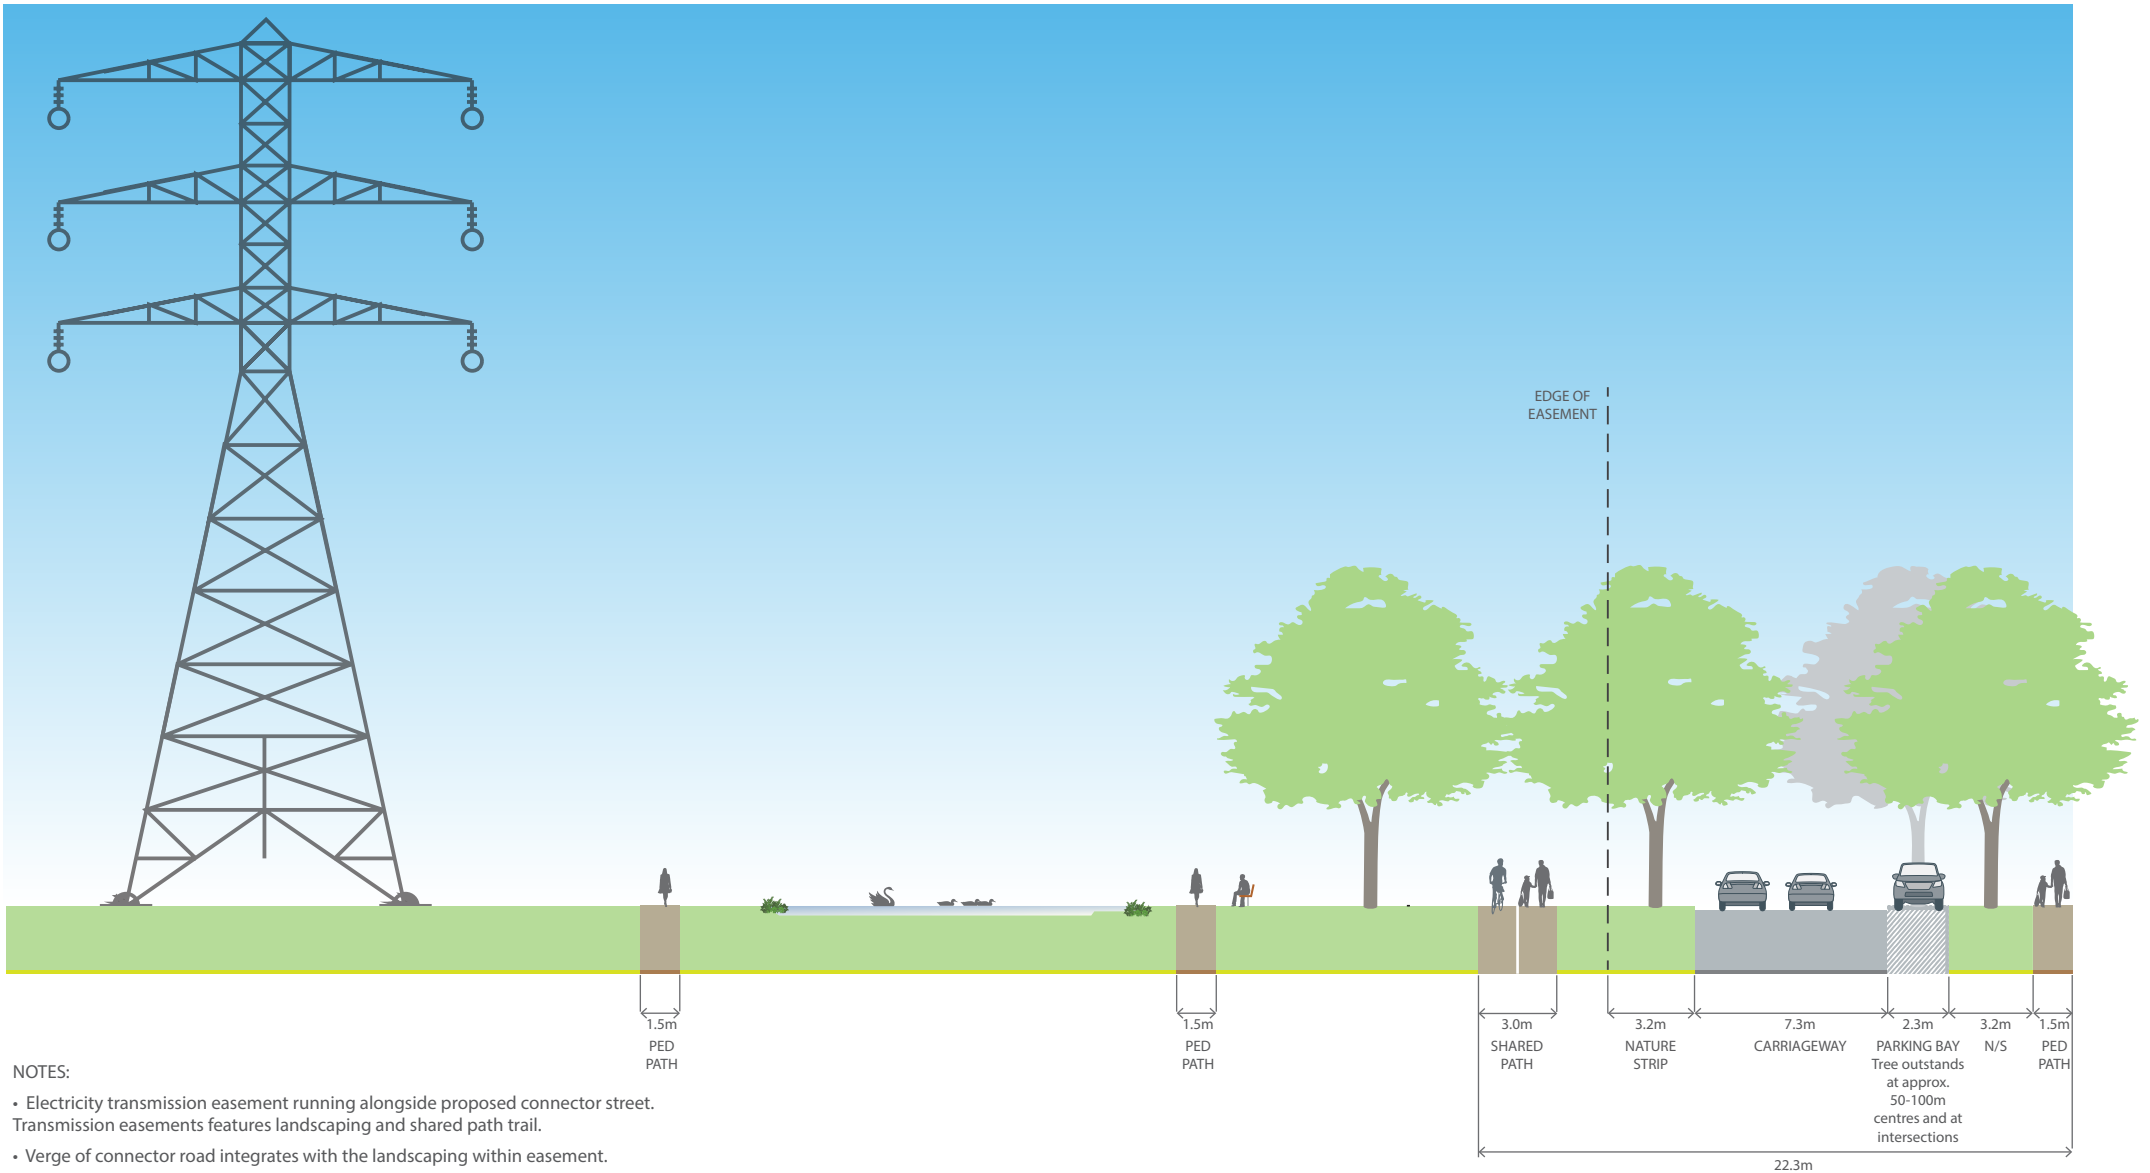 EDGE OF
EASEMENT
1.5m
PED
PATH
1.5m
PED
PATH
3.0m
SHARED
PATH
3.2m
NATURE
STRIP
7.3m
CARRIAGEWAY
2.3m
PARKING BAY
Tree outstands
at approx.
50-100m
centres and at
intersections
3.2m
N/S
1.5m
PED
PATH
22.3m
NOTES:
• Electricity transmission easement running alongside proposed connector street.
Transmission easements features landscaping and shared path trail.
• Verge of connector road integrates with the landscaping within easement.